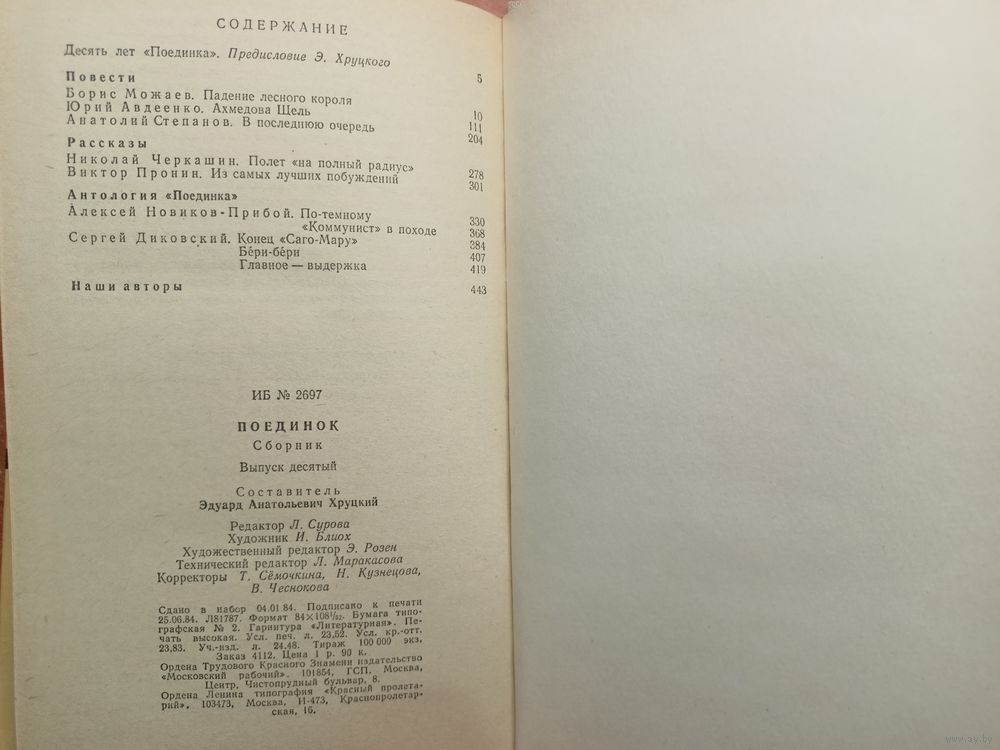 СОДЕРЖАНИЕ
Десять лет «Поединка». Предисловие Э. Хруцкого 5
Повести
Борис Можаев. Падение лесного короля 10
Юрий Авдеенко. Ахмедова Щель 111
Анатолий Степанов. В последнюю очередь 204
Рассказы
Николай Черкашин. Полет «на полный радиус» 278
Виктор Пронин. Из самых лучших побуждений 301
Антология «Поединка»
Алексей Новиков-Прибой. По-темному 330
«Коммунист» в походе 368
Сергей Диковский. Конец «Саго-Мару» 384
Бéри-бéри 407
Главное — выдержка 419
Наши авторы 443
ИБ № 2697
ПОЕДИНОК
Сборник
Выпуск десятый
Составитель
Эдуард Анатольевич Хруцкий
Редактор Л. Сурова
Художник И. Блиох
Художественный редактор Э. Розен
Технический редактор Л. Маракасова
Корректоры Т. Сёмочкина, Н. Кузнецова,
В. Чеснокова
Сдано в набор 04.01.84. Подписано к печати
25.06.84. Л81787. Формат 84×108¹/₃₂. Бумага типо-
графская № 2. Гарнитура «Литературная». Пе-
чать высокая. Усл. печ. л. 23,52. Усл. кр.-отт.
23,83. Уч.-изд. л. 24,48. Тираж 100 000 экз.
Заказ 4112. Цена 1 р. 90 к.
Ордена Трудового Красного Знамени издательство
«Московский рабочий». 101854, ГСП, Москва,
Центр, Чистопрудный бульвар, 8.
Ордена Ленина типография «Красный пролета-
рий». 103473, Москва, И-473, Краснопролетар-
ская, 16.
www.ay.by